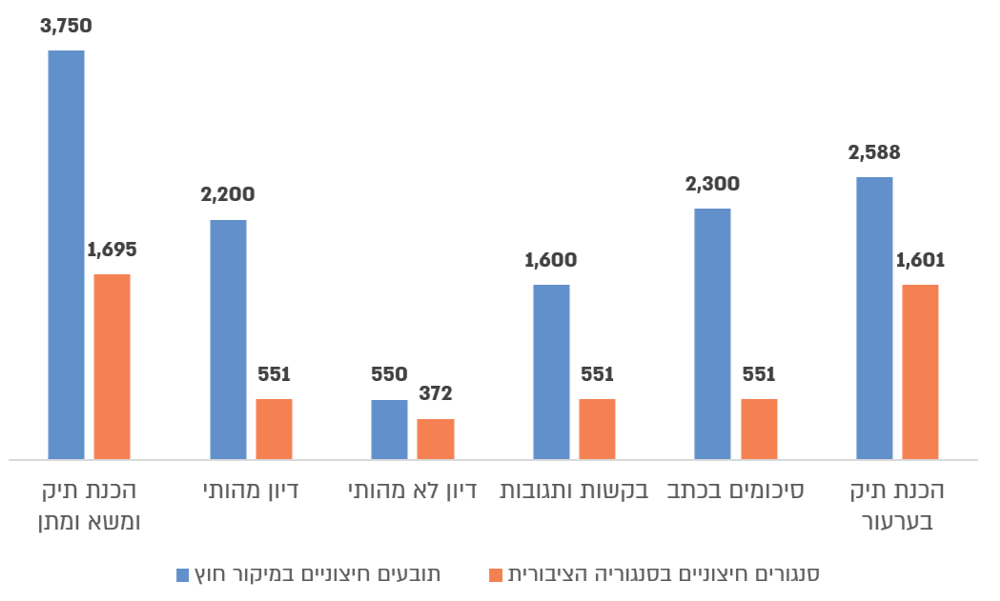 3,750
1,695
2,200
551
550
372
1,600
551
2,300
551
2,588
1,601
הכנת תיק
ומשא ומתן
דיון מהותי
דיון לא מהותי
בקשות ותגובות
סיכומים בכתב
הכנת תיק
בערעור
תובעים חיצוניים במיקור חוץ
סנגורים חיצוניים בסנגוריה הציבורית